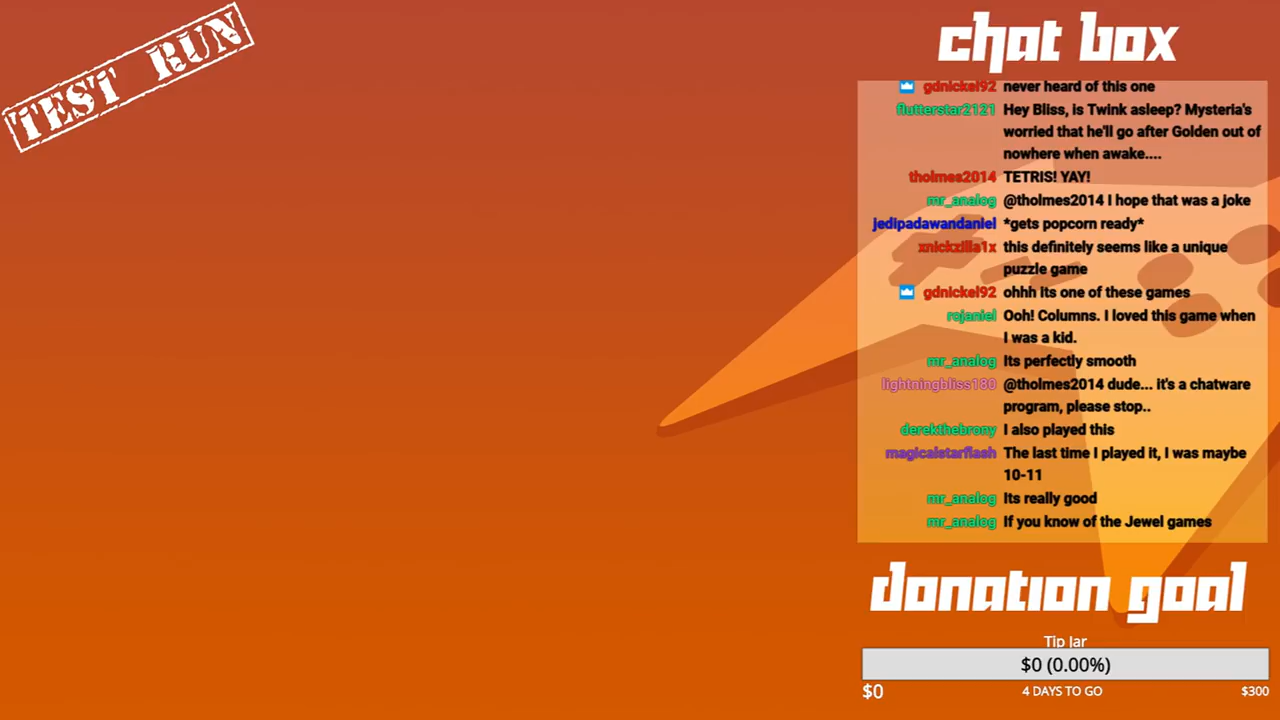 TEST RUN
chat box
gdnickel92 never heard of this one
flutterstar2121 Hey Bliss, is Twink asleep? Mysteria's
worried that he'll go after Golden out of
nowhere when awake....
tholmes2014 TETRIS! YAY!
mr_analog @tholmes2014 I hope that was a joke
jedipadawandaniel *gets popcorn ready*
xnickzilla1x this definitely seems like a unique
puzzle game
gdnickel92 ohhh its one of these games
rojaniel Ooh! Columns. I loved this game when
I was a kid.
mr_analog Its perfectly smooth
lightningbliss180 @tholmes2014 dude... it's a chatware
program, please stop..
derekthebrony I also played this
magicalstarflash The last time I played it, I was maybe
10-11
mr_analog Its really good
mr_analog If you know of the Jewel games
donation goal
Tip Jar
$0 (0.00%)
$0 4 DAYS TO GO $300